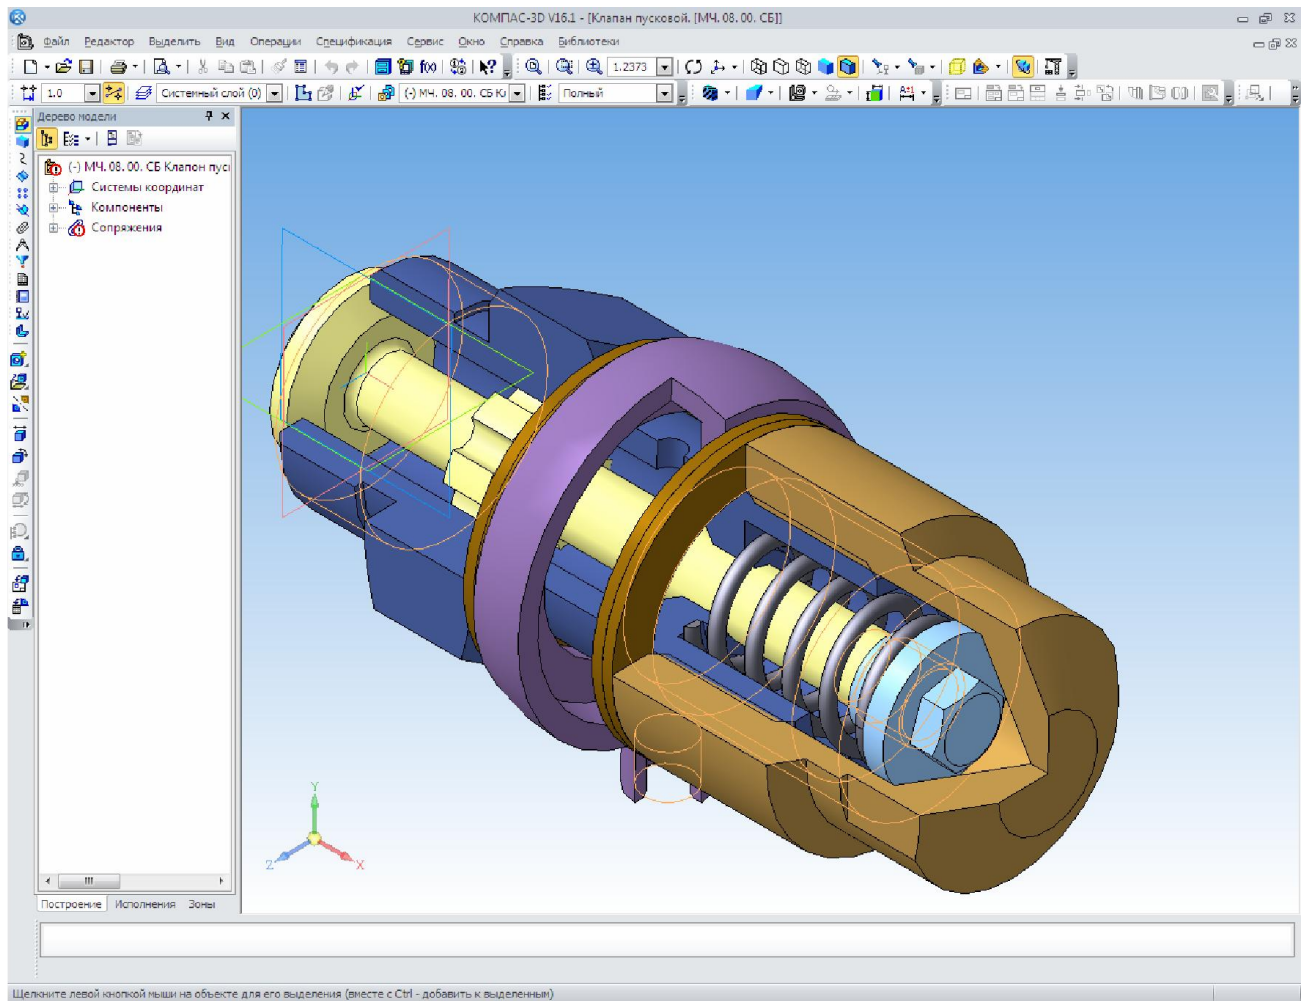 КОМПАС-3D V16.1 - [Клапан пусковой. [МЧ. 08. 00. СБ]]
Файл Редактор Выделить Вид Операции Спецификация Сервис Окно Справка Библиотеки
f(x) 1.2373
1.0 Системный слой (0) (-) МЧ. 08. 00. СБ К Полный
Дерево модели
(-) МЧ. 08. 00. СБ Клапон пуск
Системы координат
Компоненты
Сопряжения
Y
Z
X
Построение Исполнения Зоны
Щелкните левой кнопкой мыши на объекте для его выделения (вместе с Ctrl - добавить к выделенным)